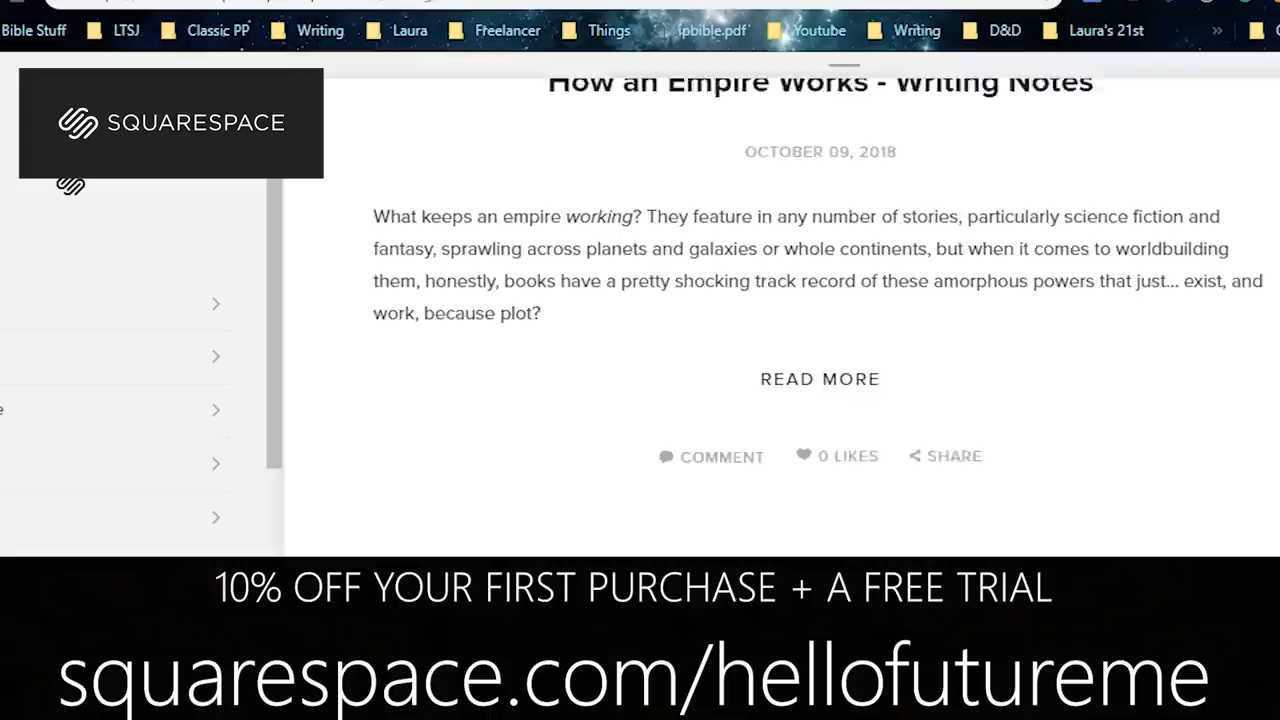 Bible Stuff LTSJ Classic PP Writing Laura Freelancer Things ipbible.pdf Youtube Writing D&D Laura's 21st »
How an Empire Works - Writing Notes
SQUARESPACE
OCTOBER 09, 2018
What keeps an empire working? They feature in any number of stories, particularly science fiction and
fantasy, sprawling across planets and galaxies or whole continents, but when it comes to worldbuilding
them, honestly, books have a pretty shocking track record of these amorphous powers that just... exist, and
work, because plot?
READ MORE
COMMENT 0 LIKES SHARE
10% OFF YOUR FIRST PURCHASE + A FREE TRIAL
squarespace.com/hellofutureme